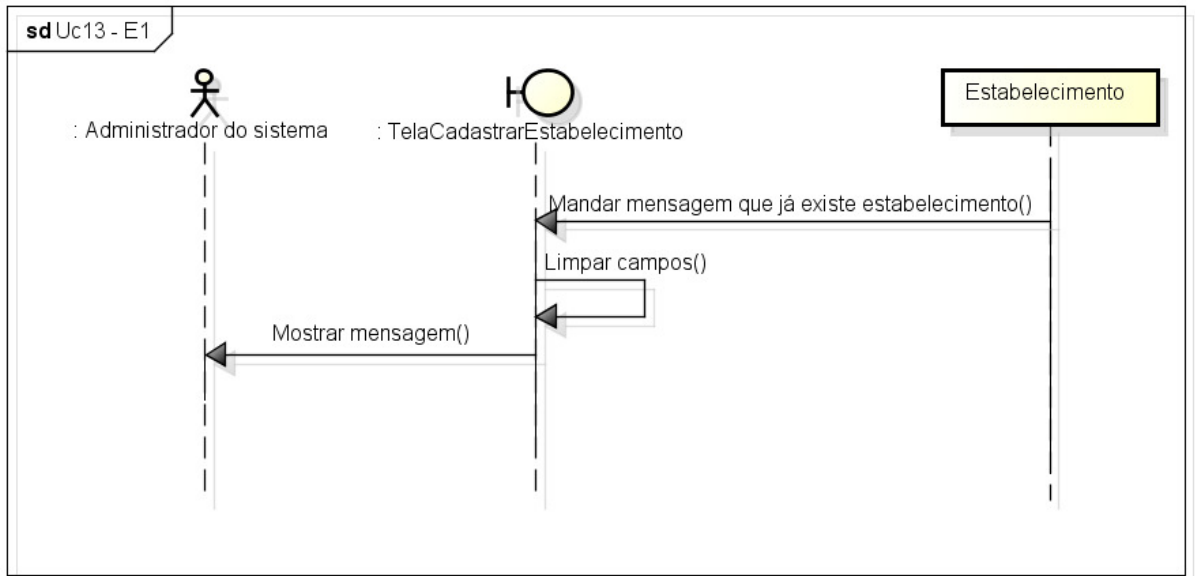 sd Uc13 - E1
: Administrador do sistema
: TelaCadastrarEstabelecimento
Estabelecimento
Mandar mensagem que já existe estabelecimento()
Limpar campos()
Mostrar mensagem()